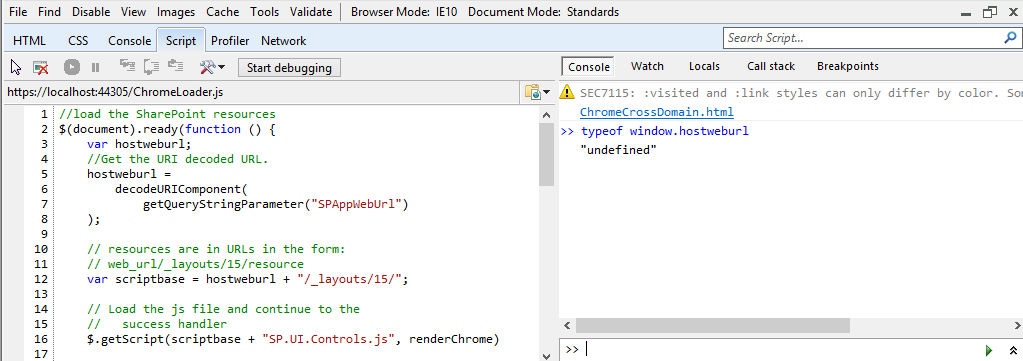 File Find Disable View Images Cache Tools Validate Browser Mode: IE10 Document Mode: Standards
HTML CSS Console Script Profiler Network
Search Script...
Start debugging
Console Watch Locals Call stack Breakpoints
https://localhost:44305/ChromeLoader.js
1 //load the SharePoint resources
2 $(document).ready(function () {
3 var hostweburl;
4 //Get the URI decoded URL.
5 hostweburl =
6 decodeURIComponent(
7 getQueryStringParameter("SPAppWebUrl")
8 );
9
10 // resources are in URLs in the form:
11 // web_url/_layouts/15/resource
12 var scriptbase = hostweburl + "/_layouts/15/";
13
14 // Load the js file and continue to the
15 // success handler
16 $.getScript(scriptbase + "SP.UI.Controls.js", renderChrome)
17
SEC7115: :visited and :link styles can only differ by color. Son
ChromeCrossDomain.html
>> typeof window.hostweburl
"undefined"
>>